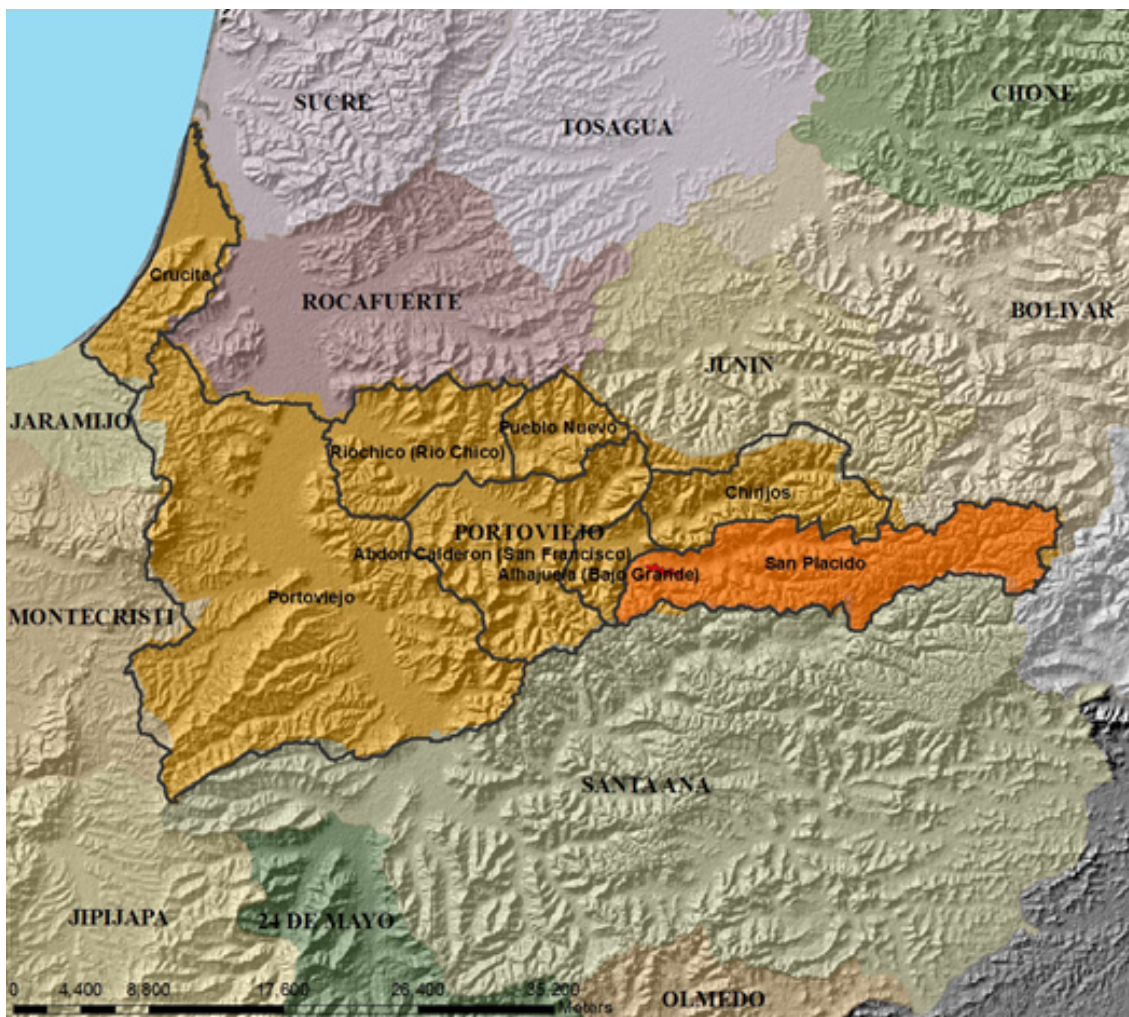 SUCRE
TOSAGUA
CHONE
Crucita
ROCAFUERTE
BOLIVAR
JUNIN
JARAMIJO
Pueblo Nuevo
Riochico (Rio Chico)
Chirijos
PORTOVIEJO
Abdon Calderon (San Francisco)
San Placido
Alhajuela (Bajo Grande)
Portoviejo
MONTECRISTI
SANTA ANA
JIPIJAPA
24 DE MAYO
0 4,400 8,800 17,600 26,400 35,200
Meters
OLMEDO